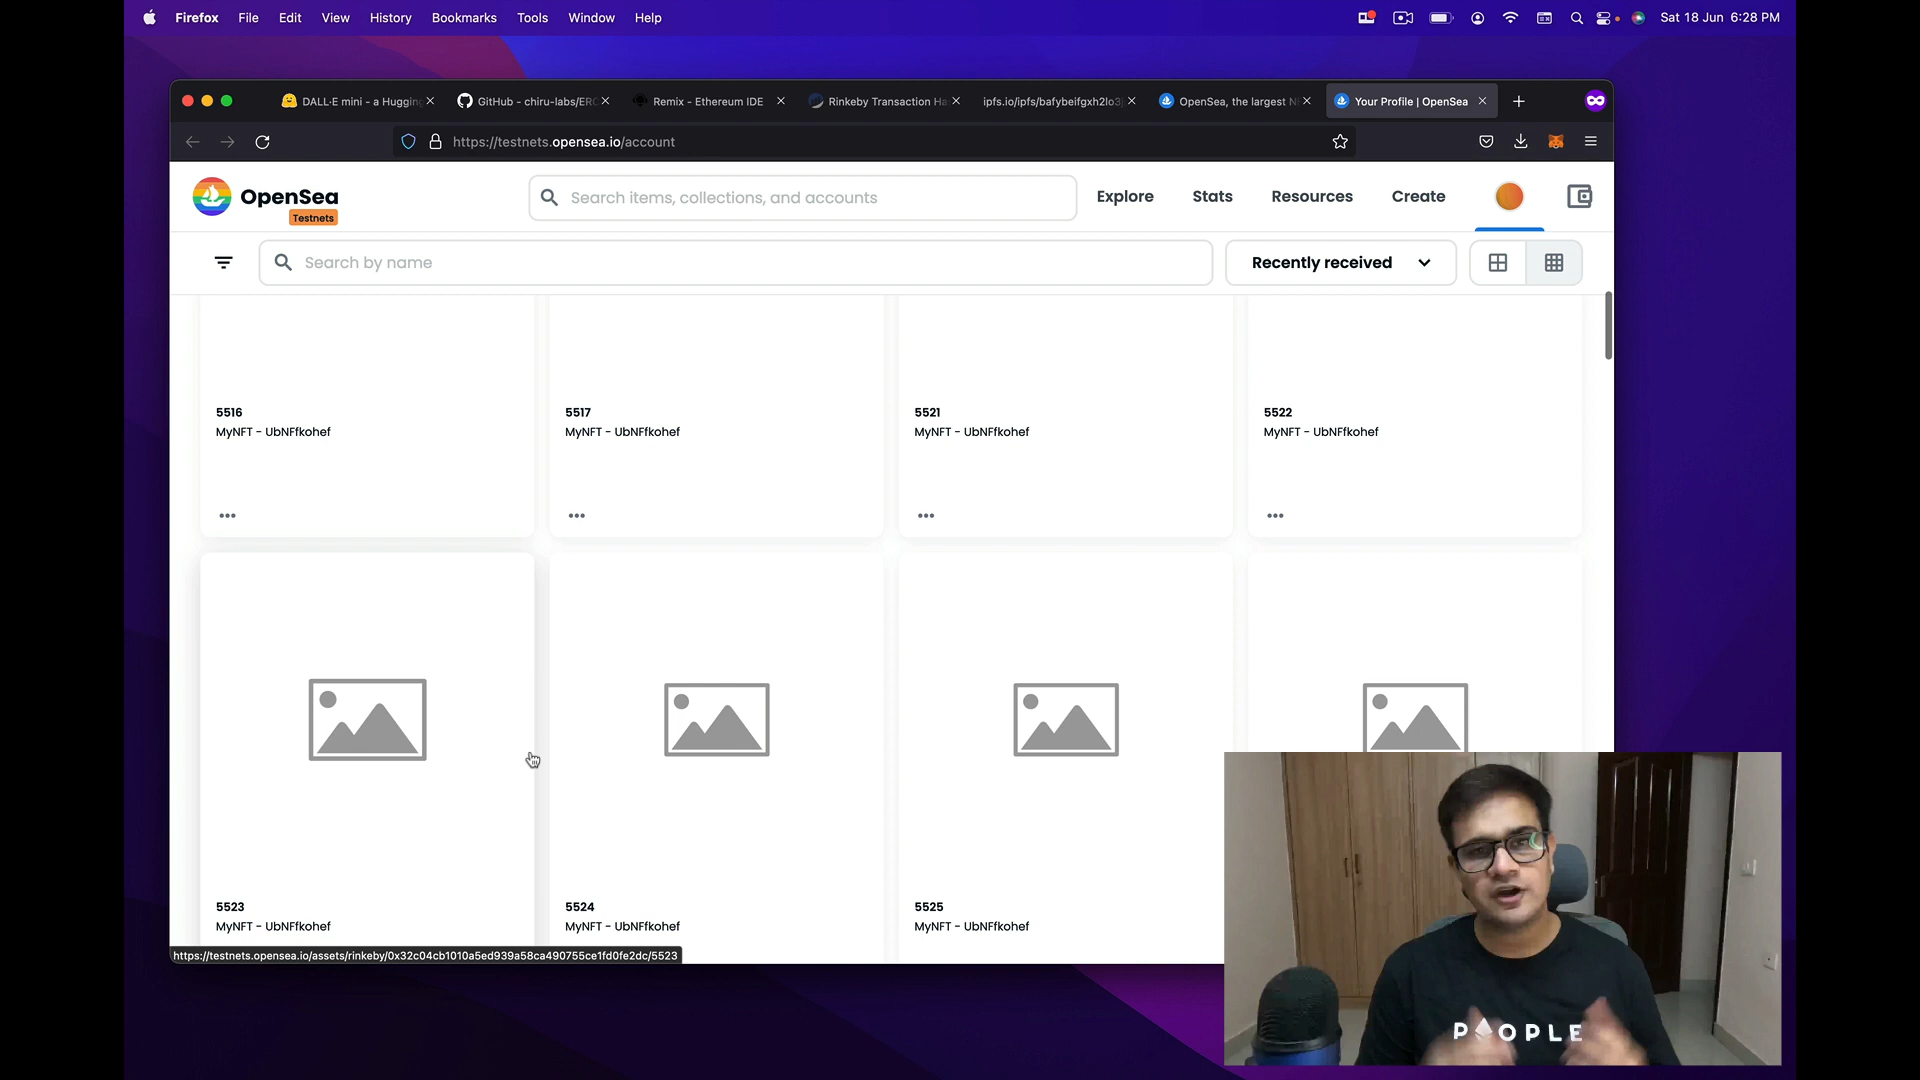 Firefox File Edit View History Bookmarks Tools Window Help Sat 18 Jun 6:28 PM
DALL·E mini - a Hugging GitHub - chiru-labs/ERC Remix - Ethereum IDE Rinkeby Transaction Ha ipfs.io/ipfs/bafybeifgxh2lo3j OpenSea, the largest N Your Profile | OpenSea
https://testnets.opensea.io/account
OpenSea
Testnets
Search items, collections, and accounts
Explore Stats Resources Create
Search by name
Recently received
5516 5517 5521 5522
MyNFT - UbNFfkohef MyNFT - UbNFfkohef MyNFT - UbNFfkohef MyNFT - UbNFfkohef
5523 5524 5525
MyNFT - UbNFfkohef MyNFT - UbNFfkohef MyNFT - UbNFfkohef
https://testnets.opensea.io/assets/rinkeby/0x32c04cb1010a5ed939a58ca490755ce1fd0fe2dc/5523
PEOPLE